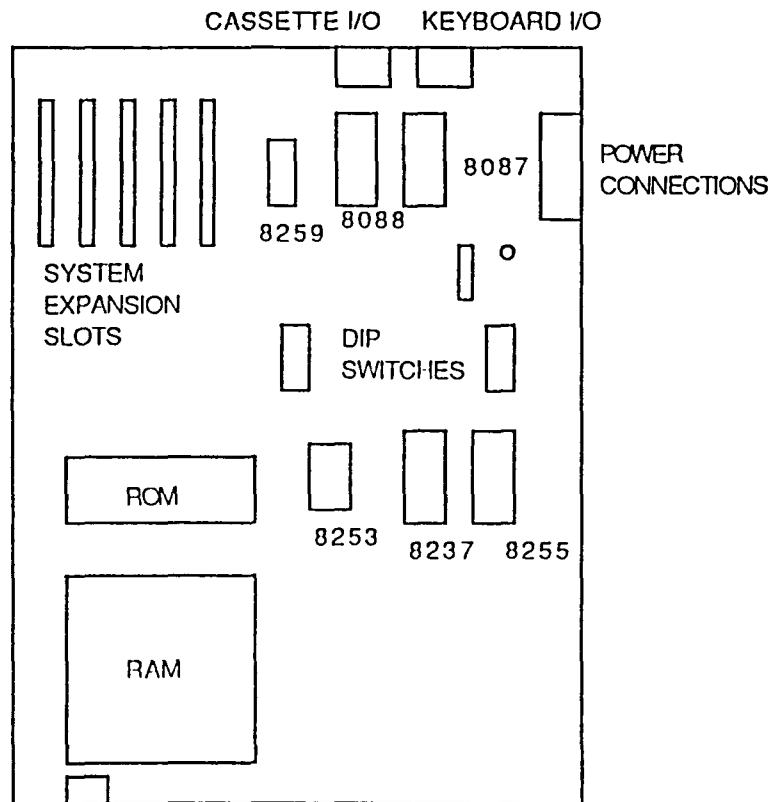 CASSETTE I/O KEYBOARD I/O
8087
POWER
CONNECTIONS
8259
8088
SYSTEM
EXPANSION
SLOTS
DIP
SWITCHES
ROM
8253
8237
8255
RAM